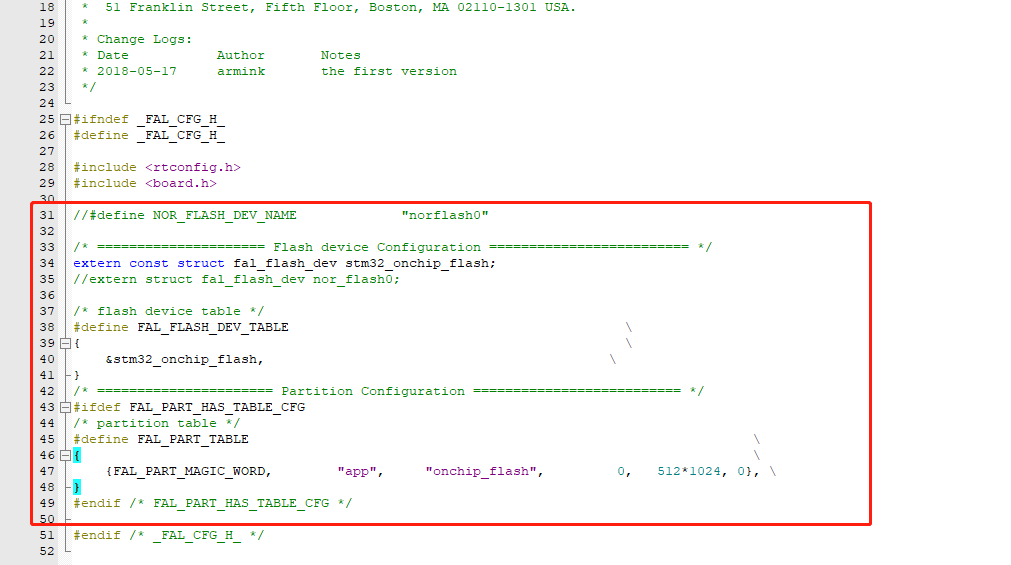 18 *  51 Franklin Street, Fifth Floor, Boston, MA 02110-1301 USA.
19 *
20 * Change Logs:
21 * Date           Author       Notes
22 * 2018-05-17     armink       the first version
23 */
24
25 #ifndef _FAL_CFG_H_
26 #define _FAL_CFG_H_
27
28 #include <rtconfig.h>
29 #include <board.h>
30
31 //#define NOR_FLASH_DEV_NAME             "norflash0"
32
33 /* ===================== Flash device Configuration ========================= */
34 extern const struct fal_flash_dev stm32_onchip_flash;
35 //extern struct fal_flash_dev nor_flash0;
36
37 /* flash device table */
38 #define FAL_FLASH_DEV_TABLE                                          \
39 {                                                                    \
40     &stm32_onchip_flash,                                           \
41 }
42 /* ====================== Partition Configuration ========================== */
43 #ifdef FAL_PART_HAS_TABLE_CFG
44 /* partition table */
45 #define FAL_PART_TABLE                                                               \
46 {                                                                                    \
47     {FAL_PART_MAGIC_WORD,        "app",     "onchip_flash",         0,   512*1024, 0}, \
48 }
49 #endif /* FAL_PART_HAS_TABLE_CFG */
50
51 #endif /* _FAL_CFG_H_ */
52